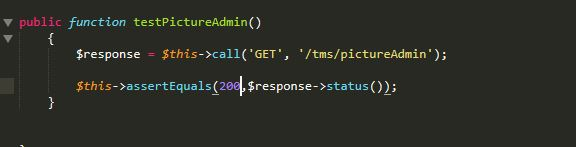 public function testPictureAdmin()
{
$response = $this->call('GET', '/tms/pictureAdmin');
$this->assertEquals(200,$response->status());
}